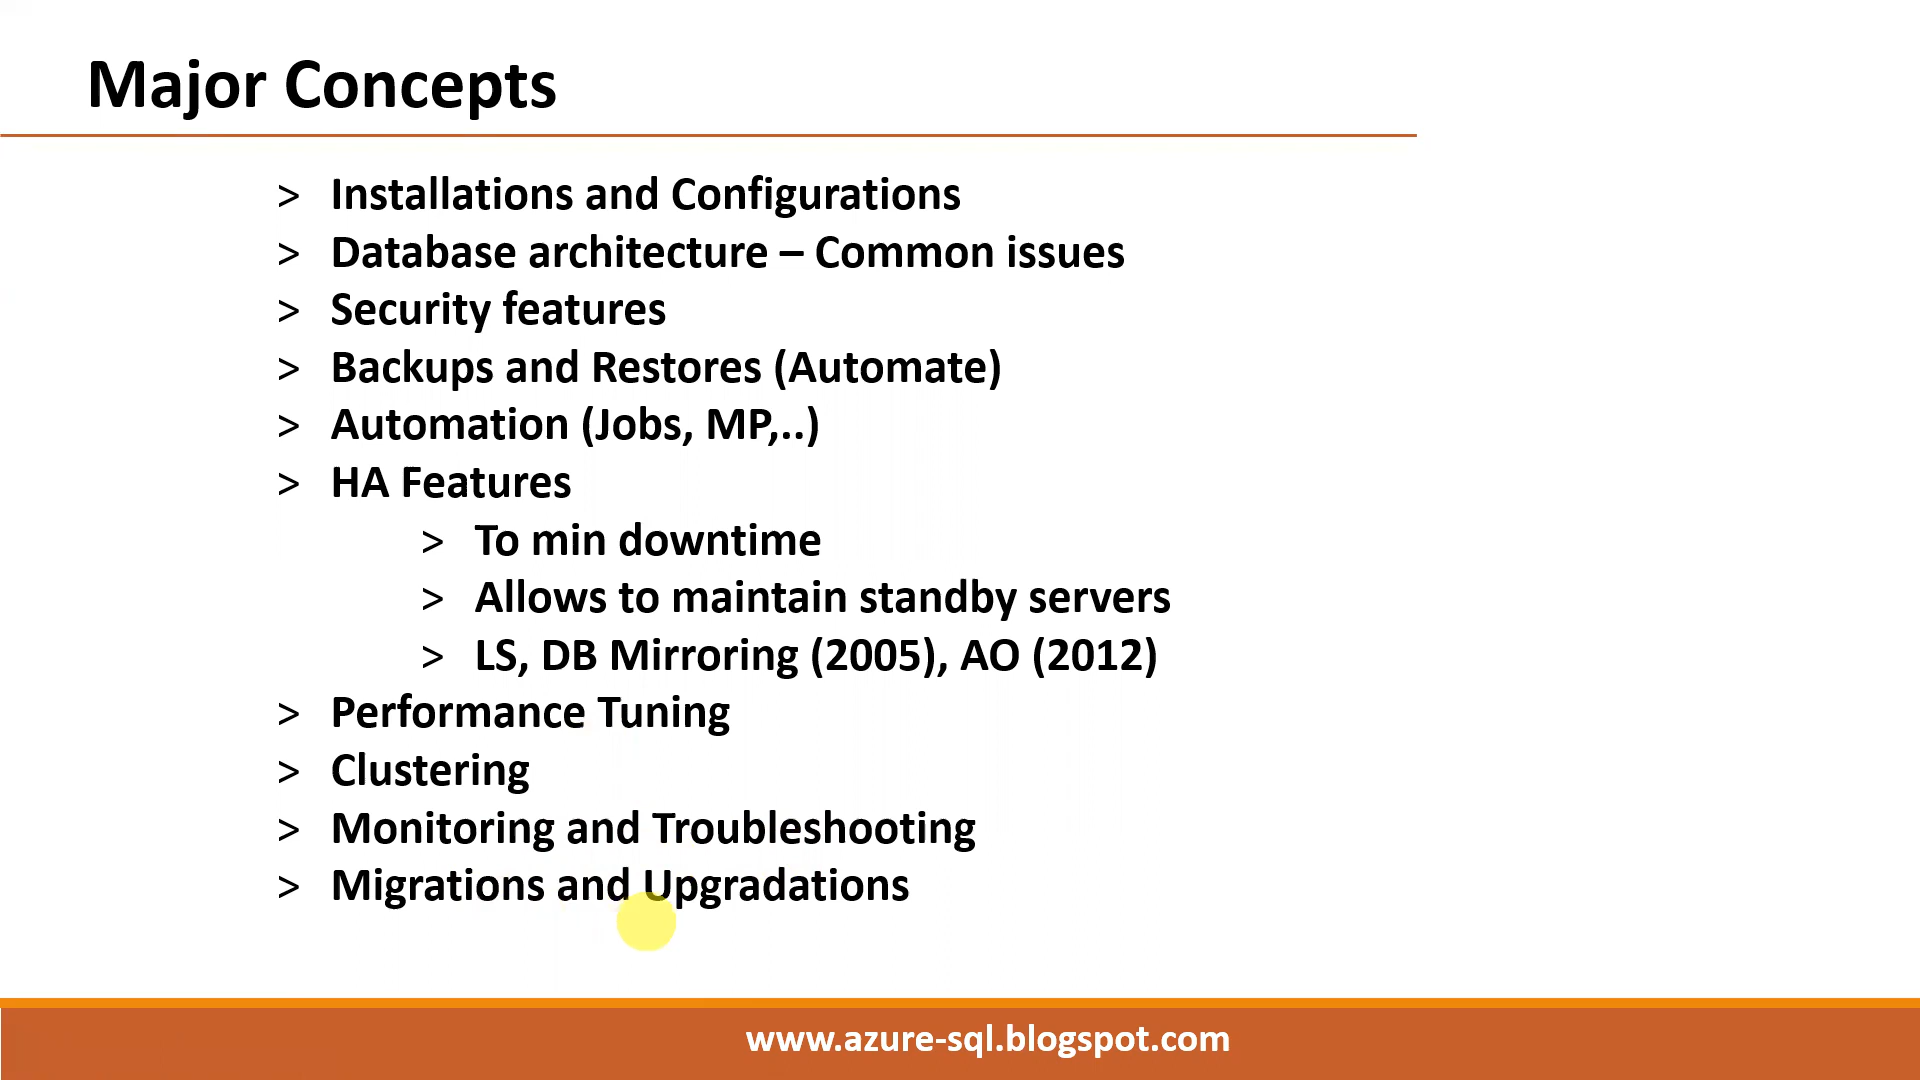 Major Concepts
> Installations and Configurations
> Database architecture – Common issues
> Security features
> Backups and Restores (Automate)
> Automation (Jobs, MP,..)
> HA Features
> To min downtime
> Allows to maintain standby servers
> LS, DB Mirroring (2005), AO (2012)
> Performance Tuning
> Clustering
> Monitoring and Troubleshooting
> Migrations and Upgradations
www.azure-sql.blogspot.com